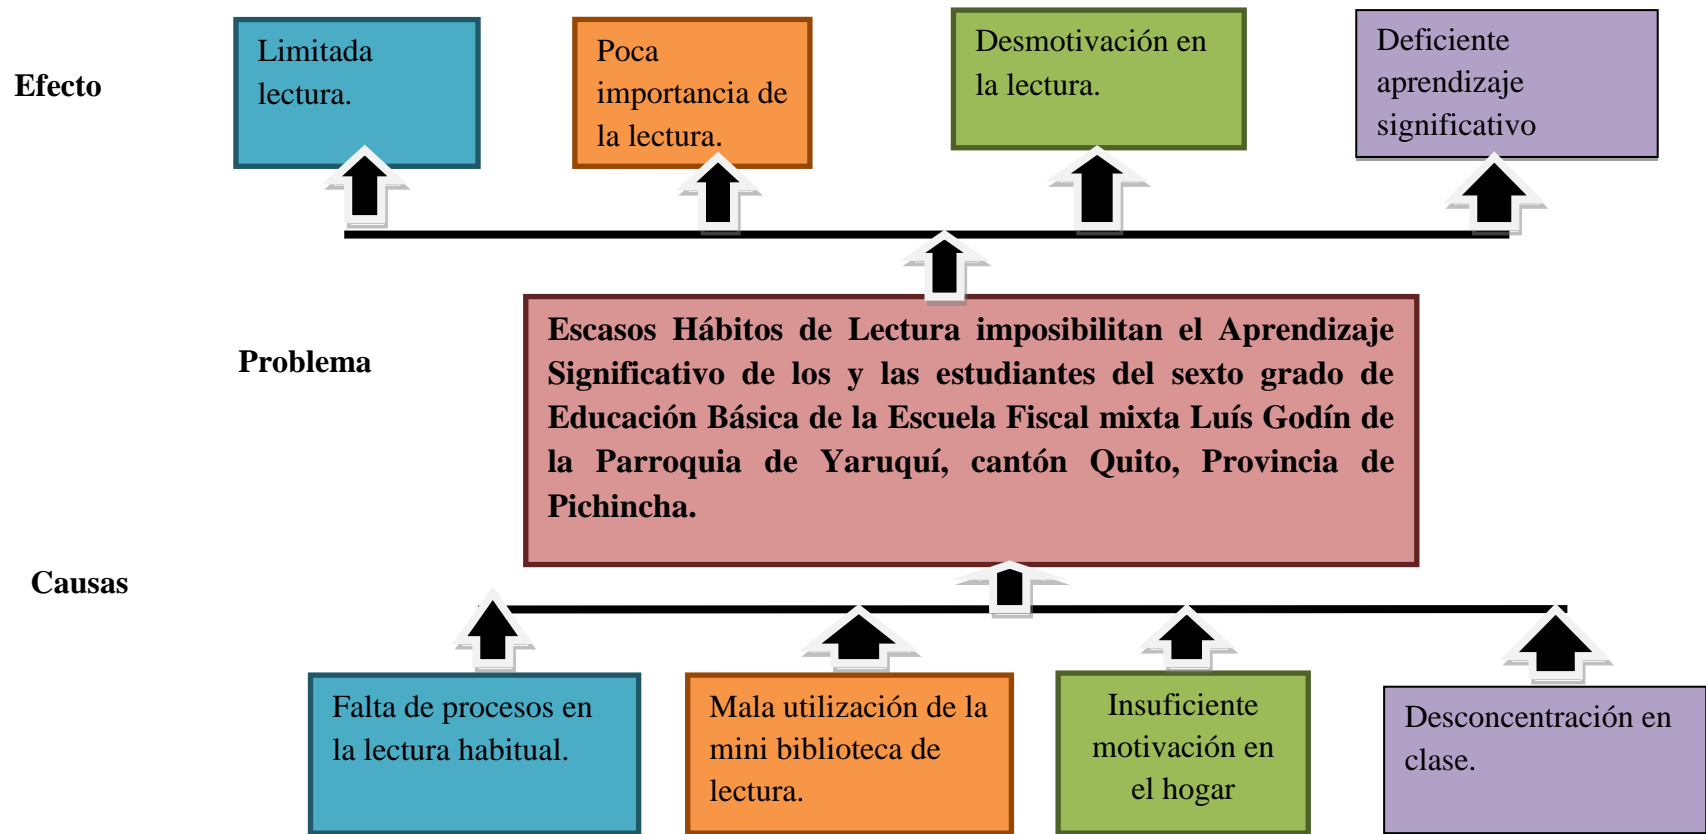 Efecto
Limitada
lectura.
Poca
importancia de
la lectura.
Desmotivación en
la lectura.
Deficiente
aprendizaje
significativo
Problema
Escasos Hábitos de Lectura imposibilitan el Aprendizaje
Significativo de los y las estudiantes del sexto grado de
Educación Básica de la Escuela Fiscal mixta Luís Godín de
la Parroquia de Yaruquí, cantón Quito, Provincia de
Pichincha.
Causas
Falta de procesos en
la lectura habitual.
Mala utilización de la
mini biblioteca de
lectura.
Insuficiente
motivación en
el hogar
Desconcentración en
clase.